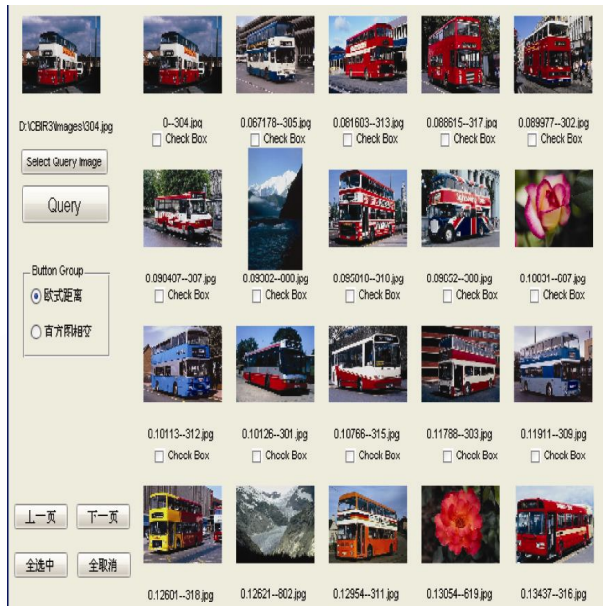 D:\CBIR3\images\304.jpg
Select Query Image
Query
Button Group
欧式距离
直方图相交
上一页 下一页
全选中 全取消
0--304.jpg 0.067178--305.jpg 0.081603--313.jpg 0.088615--317.jpg 0.089977--302.jpg
Check Box Check Box Check Box Check Box Check Box
0.090407--307.jpg 0.09302--800.jpg 0.095010--310.jpg 0.09652--300.jpg 0.10031--607.jpg
Check Box Check Box Check Box Check Box Check Box
0.10113--312.jpg 0.10126--301.jpg 0.10766--315.jpg 0.11788--303.jpg 0.11911--309.jpg
Check Box Check Box Check Box Check Box Check Box
0.12601--318.jpg 0.12621--802.jpg 0.12954--311.jpg 0.13054--619.jpg 0.13437--316.jpg